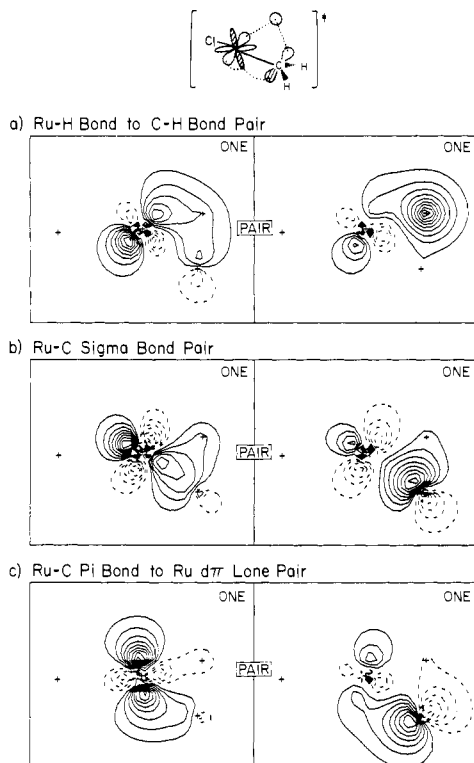 ‡
Cl
C
H
H
a) Ru-H Bond to C-H Bond Pair
ONE
ONE
PAIR
b) Ru-C Sigma Bond Pair
ONE
ONE
PAIR
c) Ru-C Pi Bond to Ru dπ Lone Pair
ONE
ONE
PAIR